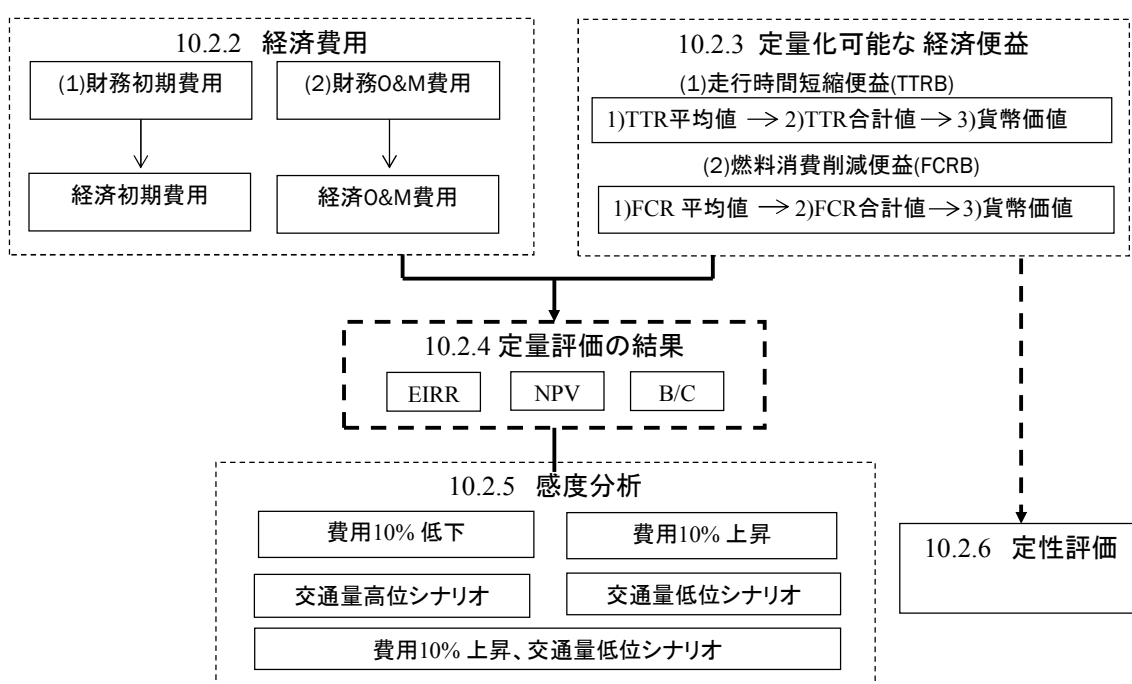 10.2.2 経済費用
(1)財務初期費用
(2)財務O&M費用
経済初期費用
経済O&M費用
10.2.3 定量化可能な 経済便益
(1)走行時間短縮便益(TTRB)
1)TTR平均値 → 2)TTR合計値 → 3)貨幣価値
(2)燃料消費削減便益(FCRB)
1)FCR 平均値 → 2)FCR合計値 → 3)貨幣価値
10.2.4 定量評価の結果
EIRR
NPV
B/C
10.2.5 感度分析
費用10% 低下
費用10% 上昇
交通量高位シナリオ
交通量低位シナリオ
費用10% 上昇、交通量低位シナリオ
10.2.6 定性評価